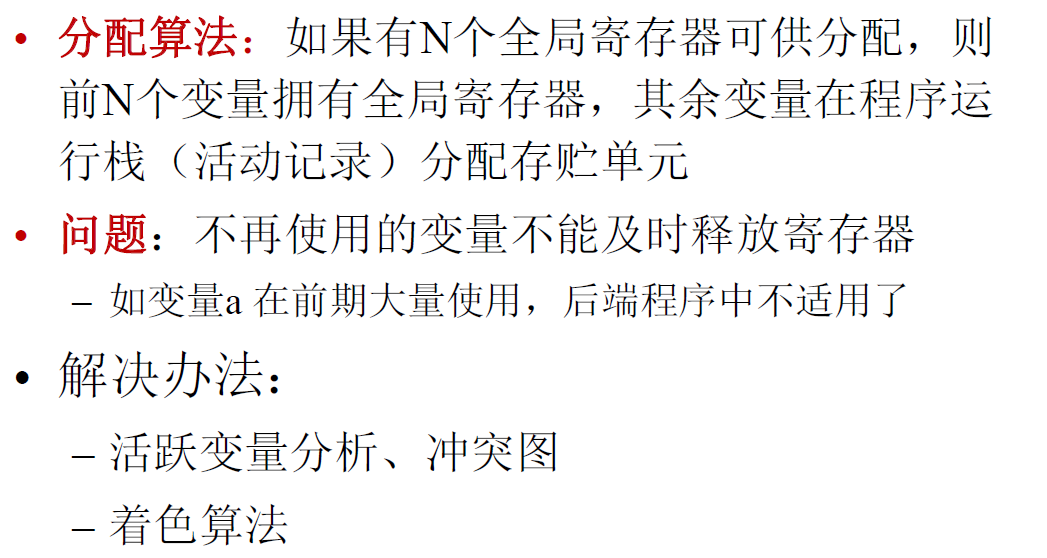 • 分配算法：如果有N个全局寄存器可供分配，则
前N个变量拥有全局寄存器，其余变量在程序运
行栈（活动记录）分配存贮单元
• 问题：不再使用的变量不能及时释放寄存器
– 如变量a 在前期大量使用，后端程序中不适用了
• 解决办法：
– 活跃变量分析、冲突图
– 着色算法